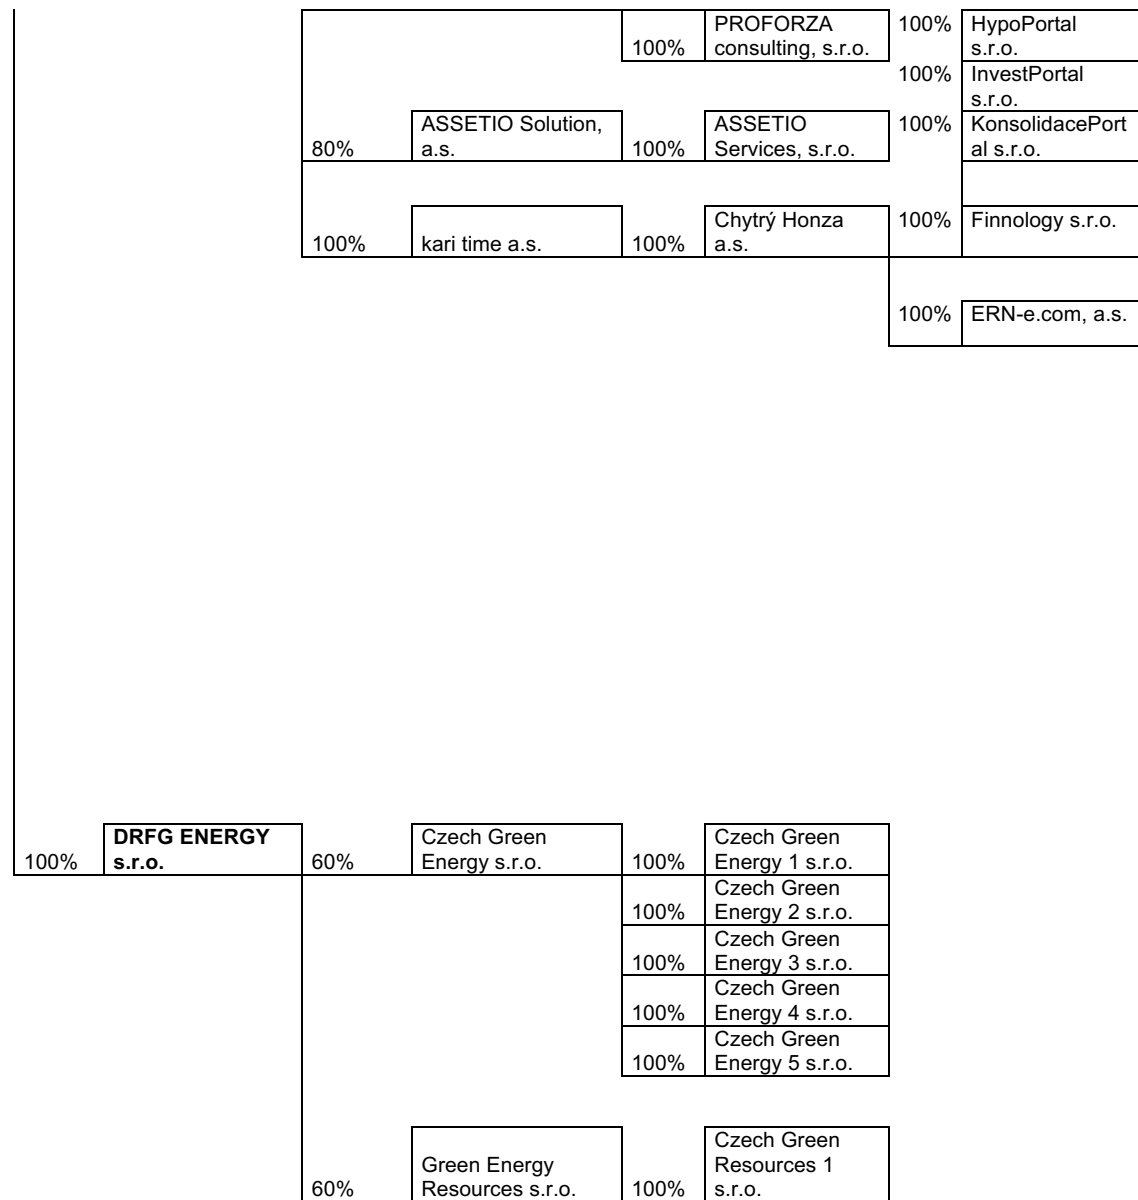 PROFORZA
100% consulting, s.r.o.
100% HypoPortal
s.r.o.
100% InvestPortal
s.r.o.
80%
ASSETIO Solution,
a.s.
100%
ASSETIO
Services, s.r.o.
100% KonsolidacePort
al s.r.o.
100%
kari time a.s.
100%
Chytrý Honza
a.s.
100% Finnology s.r.o.
100% ERN-e.com, a.s.
100%
DRFG ENERGY
s.r.o.
60%
Czech Green
Energy s.r.o.
100%
Czech Green
Energy 1 s.r.o.
100%
Czech Green
Energy 2 s.r.o.
100%
Czech Green
Energy 3 s.r.o.
100%
Czech Green
Energy 4 s.r.o.
100%
Czech Green
Energy 5 s.r.o.
60%
Green Energy
Resources s.r.o.
100%
Czech Green
Resources 1
s.r.o.